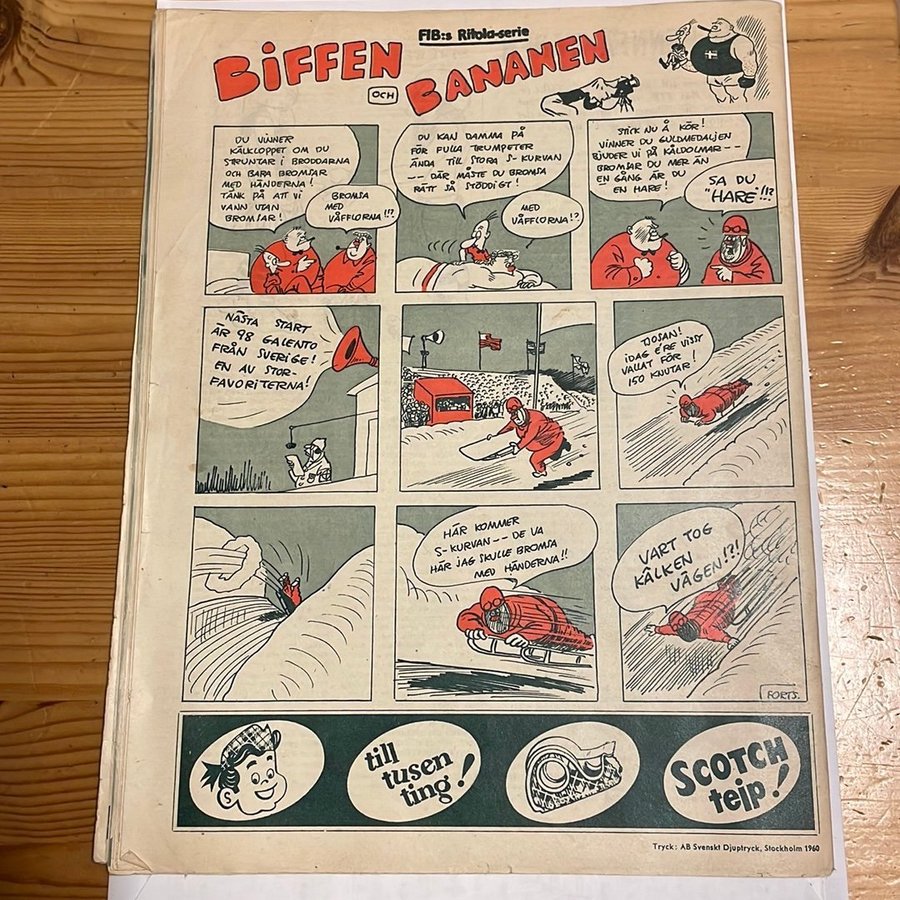 FIB:s Ritola-serie
BIFFEN
OCH
BANANEN
DU VINNER
KÄLKLOPPET OM DU
STRUNTAR I BRODDARNA
OCH BARA BROMSAR
MED HÄNDERNA!
TÄNK PÅ ATT VI
VANN UTAN
BROMSAR!
BROMSA
MED
VÅFFLORNA!!?
DU KAN DAMMA PÅ
FÖR FULLA TRUMPETER
ÄNDA TILL STORA S-KURVAN
-- DÄR MÅSTE DU BROMSA
RÄTT SÅ STÖDDIGT!
MED
VÅFFLORNA!?
STICK NU Å KÖR!
VINNER DU GULDMEDALJEN
BJUDER VI PÅ KÅLDOLMAR--
BROMSAR DU MER ÄN
EN GÅNG ÄR DU
EN HARE!
SA DU
"HARE"!!?
NÄSTA START
ÄR 98 GALENTO
FRÅN SVERIGE!
EN AV STOR-
FAVORITERNA!
TJOSAN!
IDAG E'RE VISST
VALLAT FÖR
150 KNUTAR!
HÄR KOMMER
S-KURVAN -- DE VA
HÄR JAG SKULLE BROMSA
MED HÄNDERNA!!
VART TOG
KÄLKEN
VÄGEN!?!
FORTS.
till
tusen
ting!
SCOTCH
tejp!
Tryck: AB Svenskt Djuptryck, Stockholm 1960